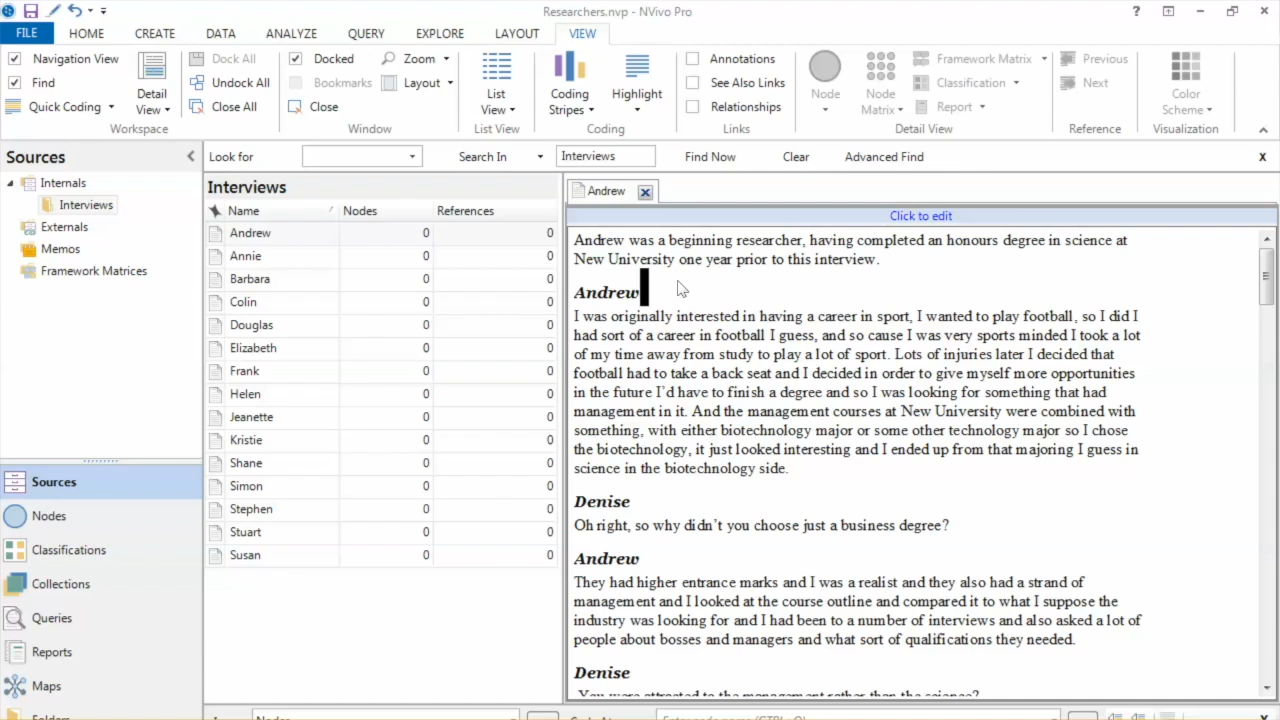 Researchers.nvp - NVivo Pro
FILE HOME CREATE DATA ANALYZE QUERY EXPLORE LAYOUT VIEW
Navigation View
Find
Quick Coding
Detail View
Workspace
Dock All
Undock All
Close All
Docked
Bookmarks
Close
Zoom
Layout
Window
List View
List View
Coding Stripes
Highlight
Coding
Annotations
See Also Links
Relationships
Links
Node
Node Matrix
Framework Matrix
Classification
Report
Detail View
Previous
Next
Reference
Color Scheme
Visualization
Sources
Internals
Interviews
Externals
Memos
Framework Matrices
Sources
Nodes
Classifications
Collections
Queries
Reports
Maps
Look for Search In Interviews Find Now Clear Advanced Find x
Interviews
Name Nodes References
Andrew 0 0
Annie 0 0
Barbara 0 0
Colin 0 0
Douglas 0 0
Elizabeth 0 0
Frank 0 0
Helen 0 0
Jeanette 0 0
Kristie 0 0
Shane 0 0
Simon 0 0
Stephen 0 0
Stuart 0 0
Susan 0 0
Andrew
Click to edit
Andrew was a beginning researcher, having completed an honours degree in science at
New University one year prior to this interview.
Andrew
I was originally interested in having a career in sport, I wanted to play football, so I did I
had sort of a career in football I guess, and so cause I was very sports minded I took a lot
of my time away from study to play a lot of sport. Lots of injuries later I decided that
football had to take a back seat and I decided in order to give myself more opportunities
in the future I'd have to finish a degree and so I was looking for something that had
management in it. And the management courses at New University were combined with
something, with either biotechnology major or some other technology major so I chose
the biotechnology, it just looked interesting and I ended up from that majoring I guess in
science in the biotechnology side.
Denise
Oh right, so why didn't you choose just a business degree?
Andrew
They had higher entrance marks and I was a realist and they also had a strand of
management and I looked at the course outline and compared it to what I suppose the
industry was looking for and I had been to a number of interviews and also asked a lot of
people about bosses and managers and what sort of qualifications they needed.
Denise
You were attracted to the management rather than the science?